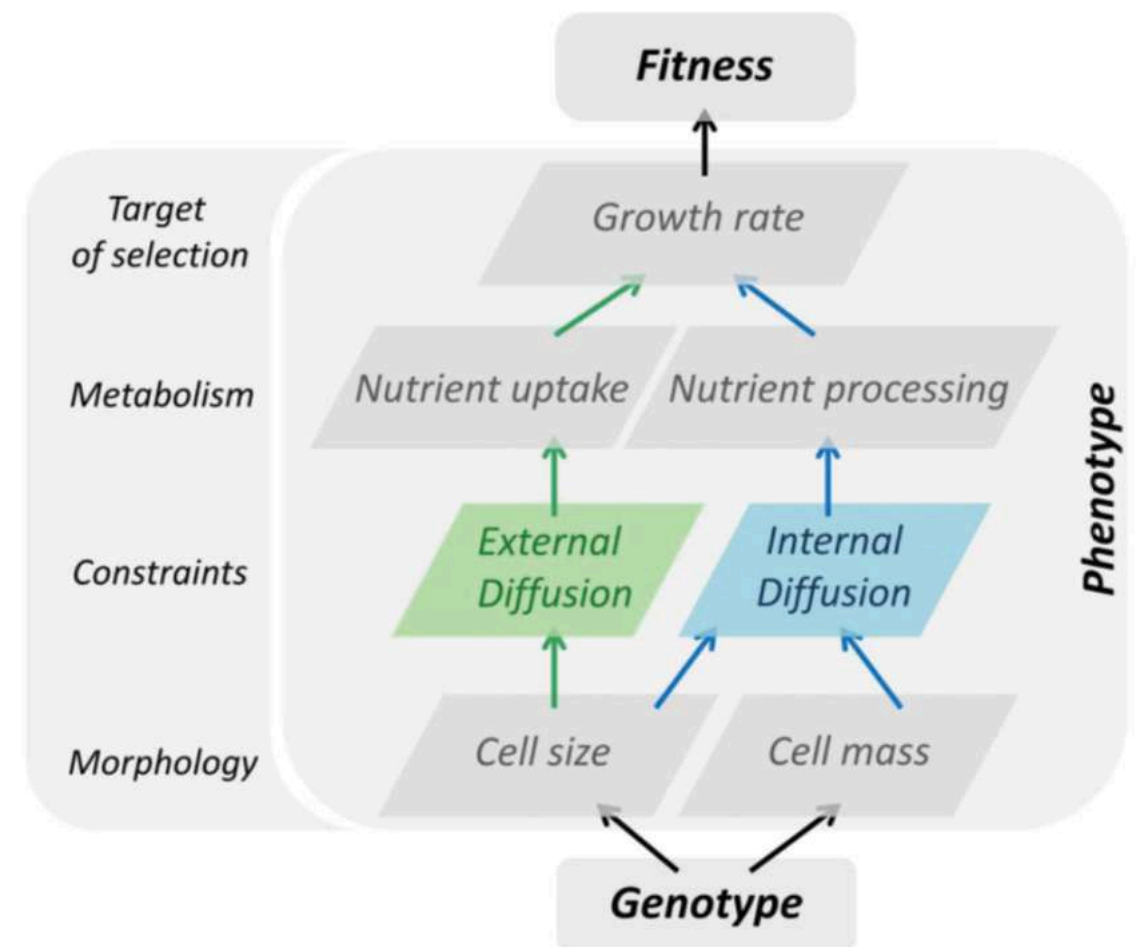 Fitness
Target
of selection
Growth rate
Metabolism
Nutrient uptake
Nutrient processing
Phenotype
Constraints
External
Diffusion
Internal
Diffusion
Morphology
Cell size
Cell mass
Genotype